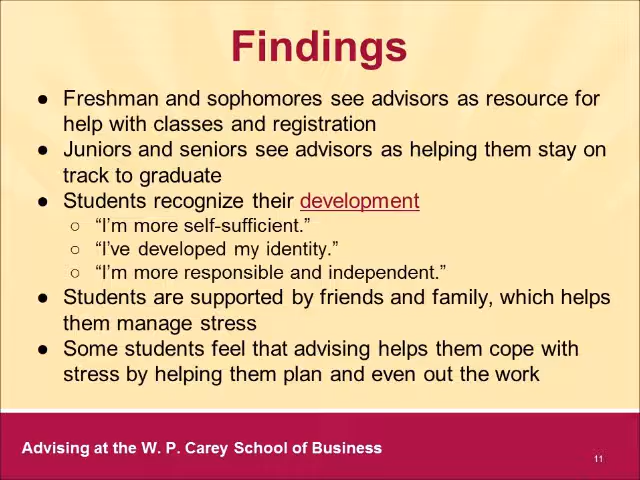 Findings
● Freshman and sophomores see advisors as resource for
help with classes and registration
● Juniors and seniors see advisors as helping them stay on
track to graduate
● Students recognize their development
○ “I’m more self-sufficient.”
○ “I’ve developed my identity.”
○ “I’m more responsible and independent.”
● Students are supported by friends and family, which helps
them manage stress
● Some students feel that advising helps them cope with
stress by helping them plan and even out the work
Advising at the W. P. Carey School of Business
11